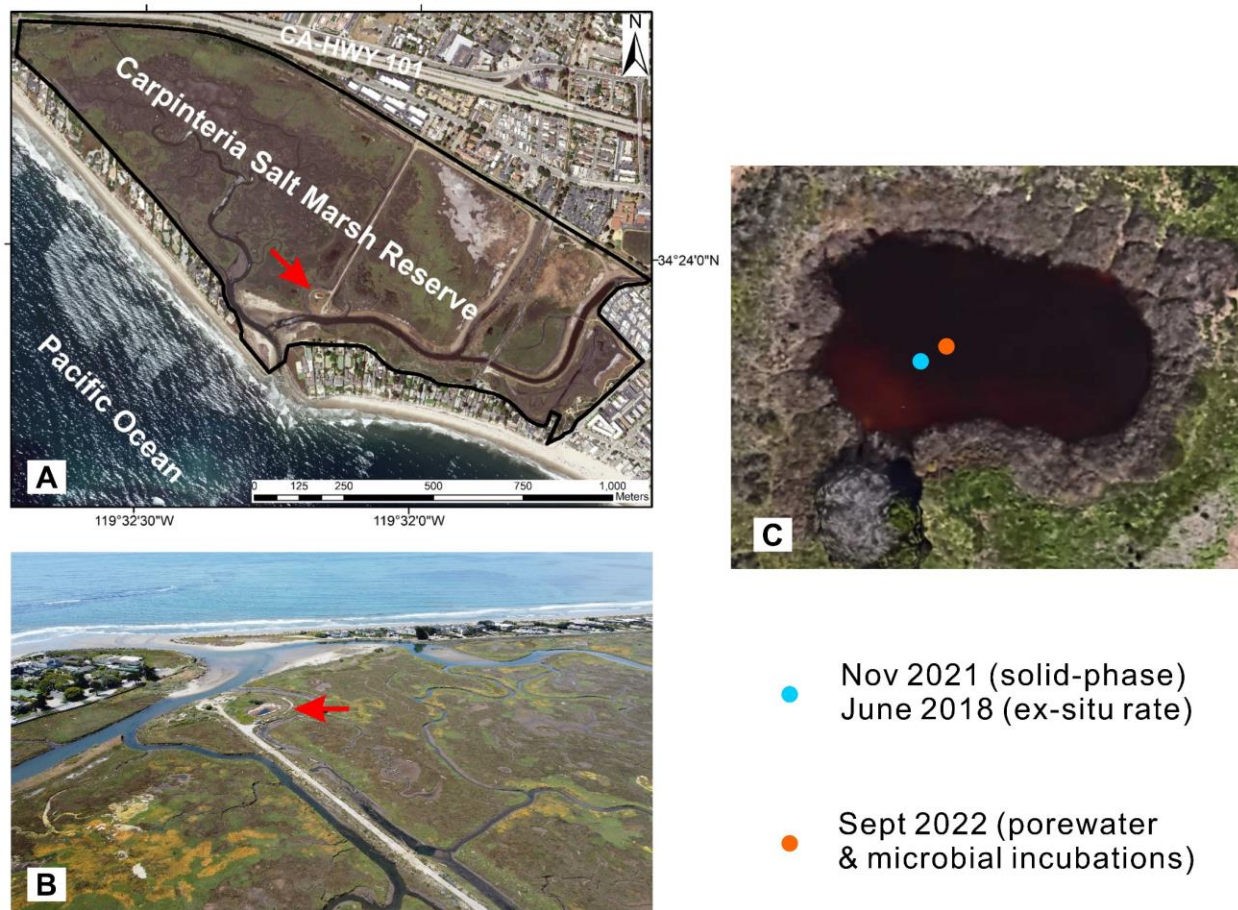 CA-HWY 101
N
Carpinteria Salt Marsh Reserve
34°24'0"N
Pacific Ocean
A
0 125 250 500 750 1,000
Meters
119°32'30"W 119°32'0"W
B
C
Nov 2021 (solid-phase)
June 2018 (ex-situ rate)
Sept 2022 (porewater
& microbial incubations)